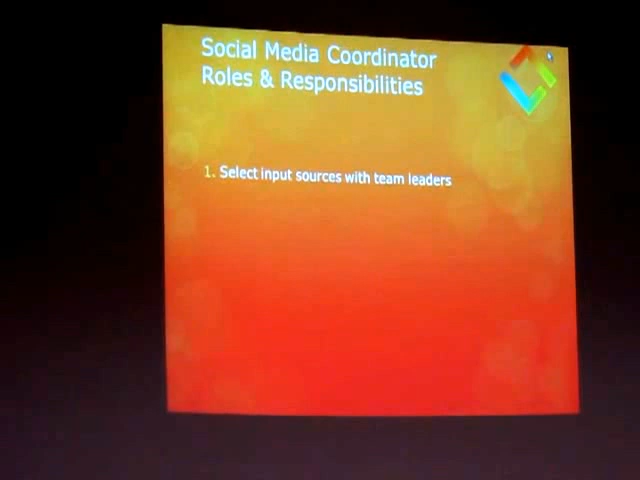 Social Media Coordinator
Roles & Responsibilities
1. Select input sources with team leaders